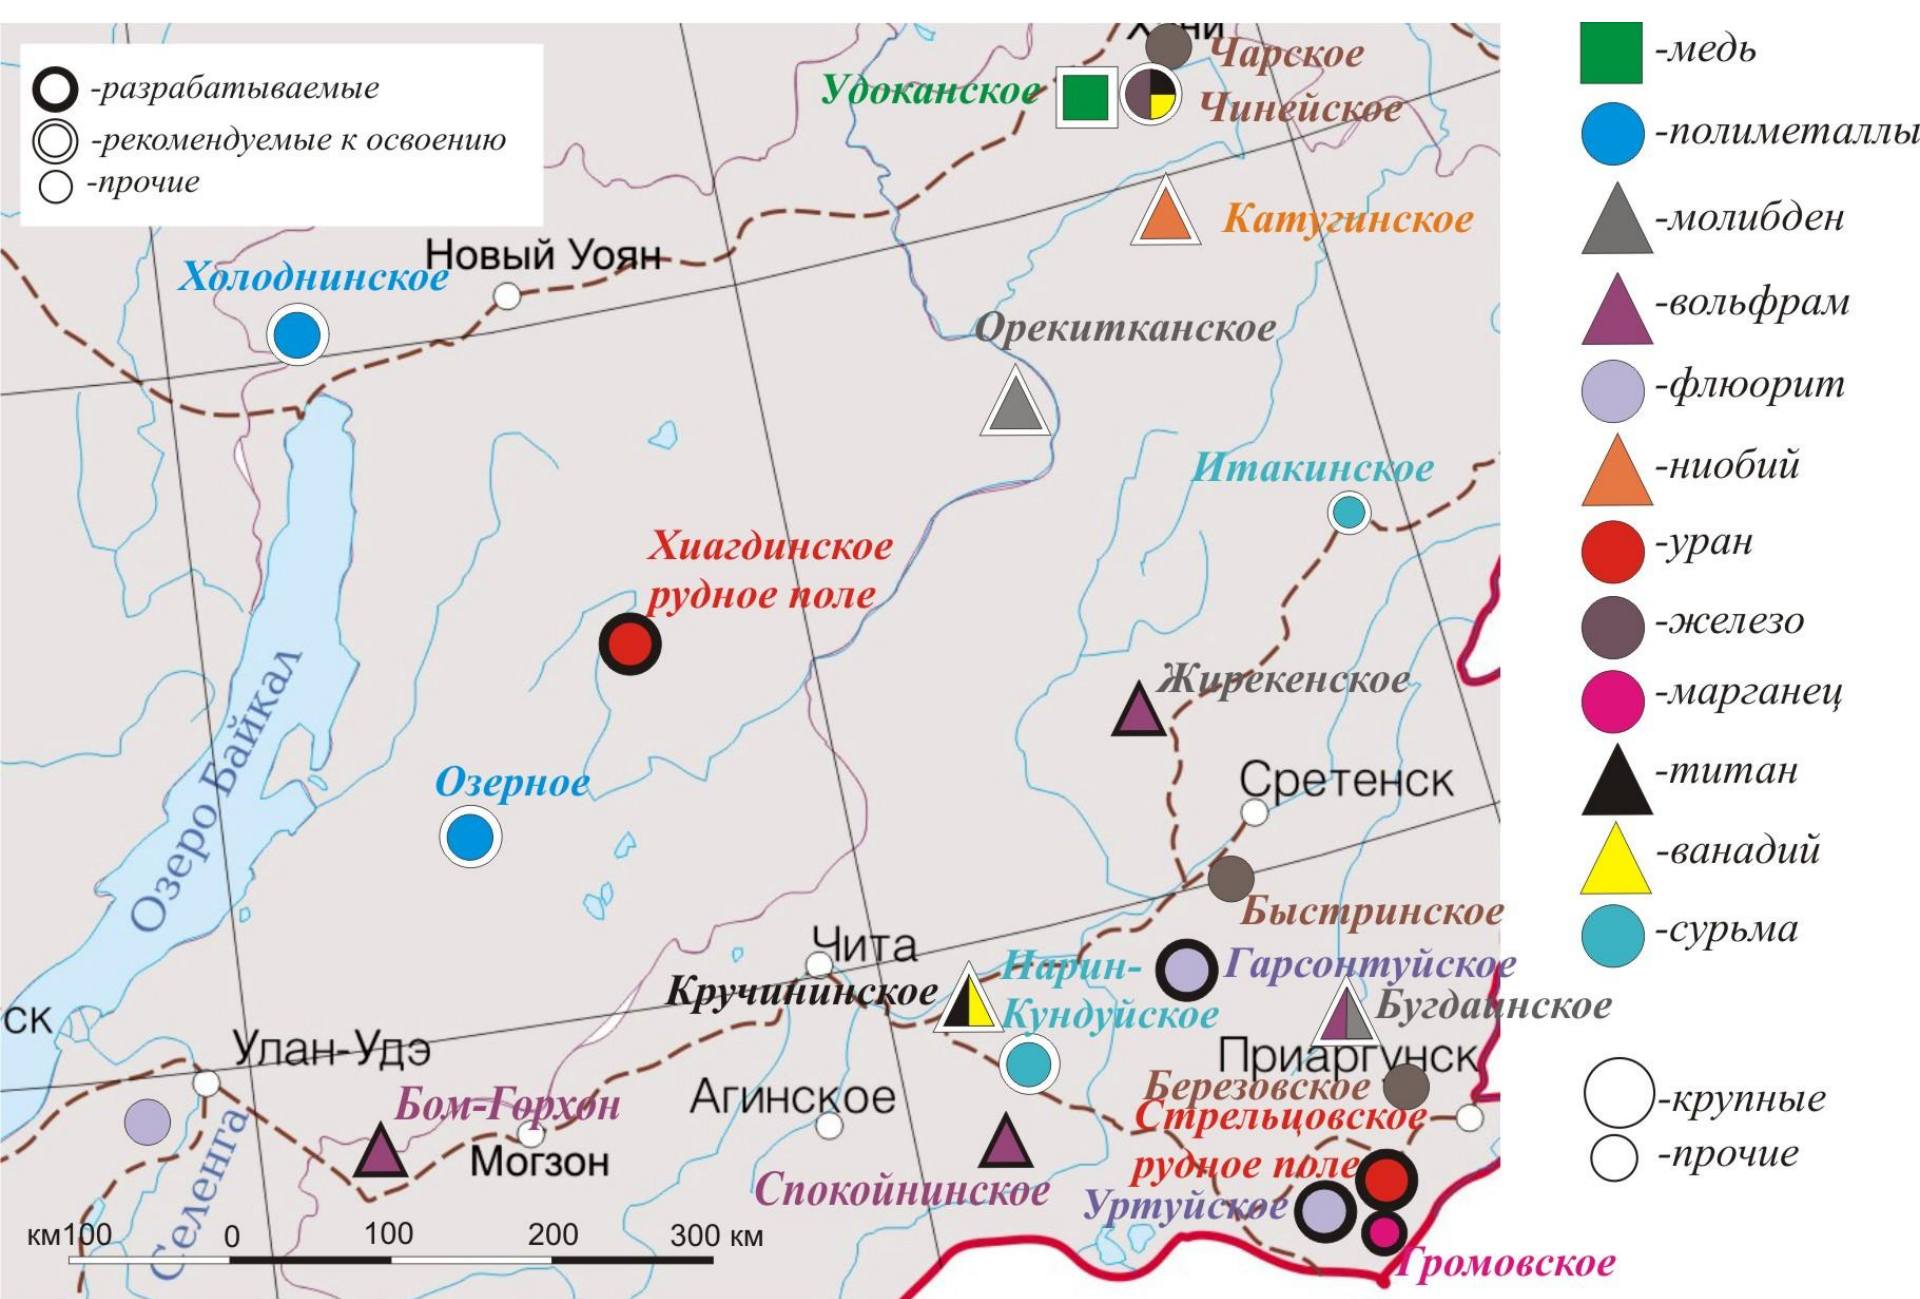 -разрабатываемые
-рекомендуемые к освоению
-прочие
Чарское
Удоканское
Чинейское
Катугинское
Новый Уоян
Холоднинское
Орекитканское
Итакинское
Хиагдинское
рудное поле
Жирекенское
Озеро Байкал
Озерное
Сретенск
Быстринское
Чита
Кручининское
Нарин-
Кундуйское
Гарсонтуйское
Бугдаинское
ск
Улан-Удэ
Приаргунск
Березовское
Бом-Горхон
Агинское
Стрельцовское
рудное поле
Могзон
Спокойнинское
Уртуйское
Селенга
Громовское
км100 0 100 200 300 км
-медь
-полиметаллы
-молибден
-вольфрам
-флюорит
-ниобий
-уран
-железо
-марганец
-титан
-ванадий
-сурьма
-крупные
-прочие